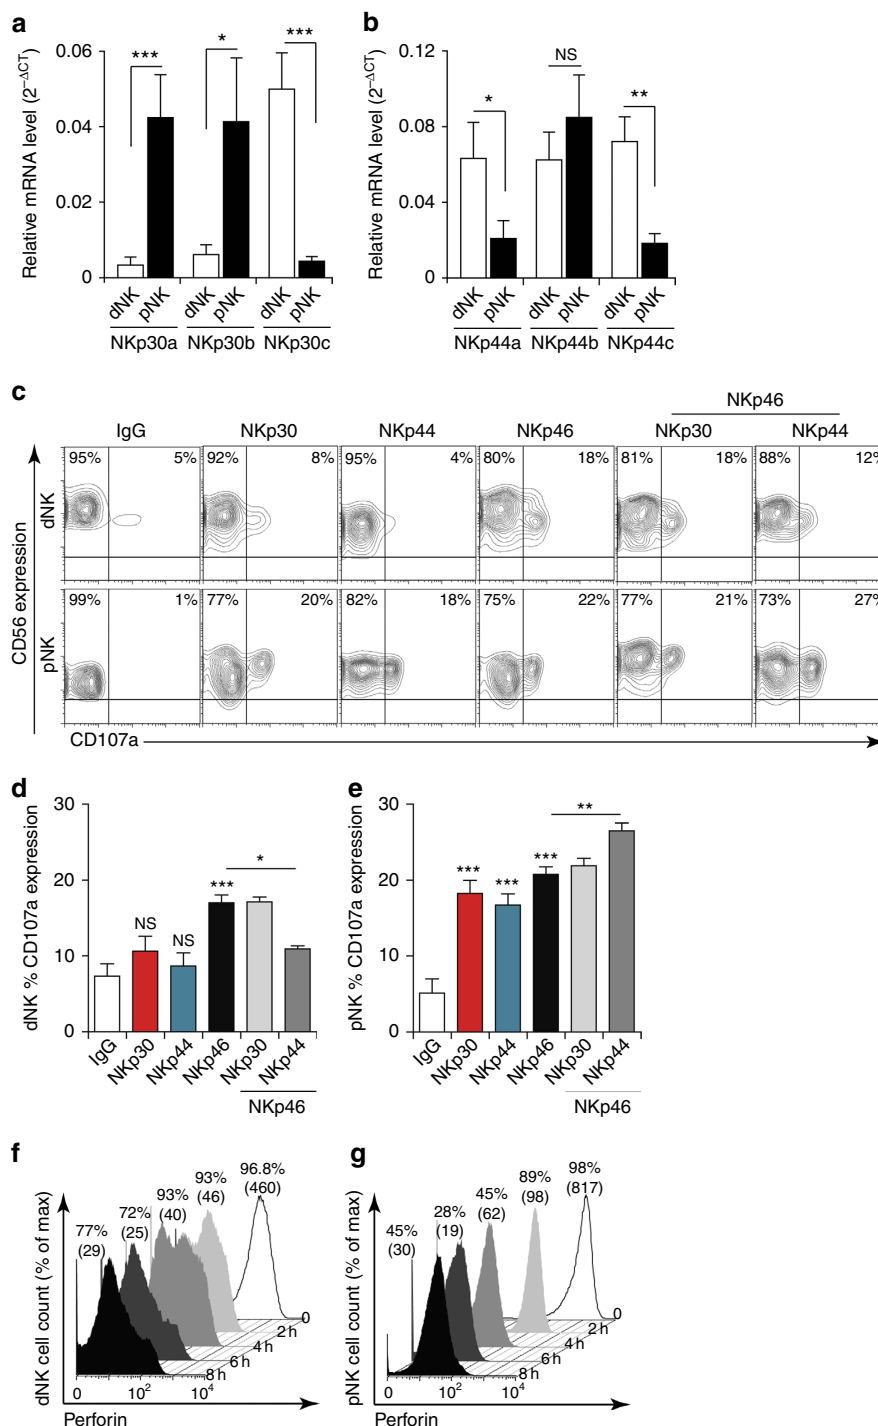 a
Relative mRNA level (2–ΔCT)
0.06
0.04
0.02
0
***
*
***
dNK
pNK
dNK
pNK
dNK
pNK
NKp30a
NKp30b
NKp30c
b
Relative mRNA level (2–ΔCT)
0.12
0.08
0.04
0
*
NS
**
dNK
pNK
dNK
pNK
dNK
pNK
NKp44a
NKp44b
NKp44c
c
NKp46
IgG
NKp30
NKp44
NKp46
NKp30
NKp44
CD56 expression
dNK
95% 5%
92% 8%
95% 4%
80% 18%
81% 18%
88% 12%
pNK
99% 1%
77% 20%
82% 18%
75% 22%
77% 21%
73% 27%
CD107a
d
dNK % CD107a expression
30
20
10
0
NS
NS
***
*
IgG
NKp30
NKp44
NKp46
NKp30
NKp44
NKp46
e
pNK % CD107a expression
30
20
10
0
***
***
***
**
IgG
NKp30
NKp44
NKp46
NKp30
NKp44
NKp46
f
dNK cell count (% of max)
77%
(29)
72%
(25)
93%
(40)
93%
(46)
96.8%
(460)
0
2 h
4 h
6 h
8 h
0
102
104
Perforin
g
pNK cell count (% of max)
45%
(30)
28%
(19)
45%
(62)
89%
(98)
98%
(817)
0
2 h
4 h
6 h
8 h
0
102
104
Perforin